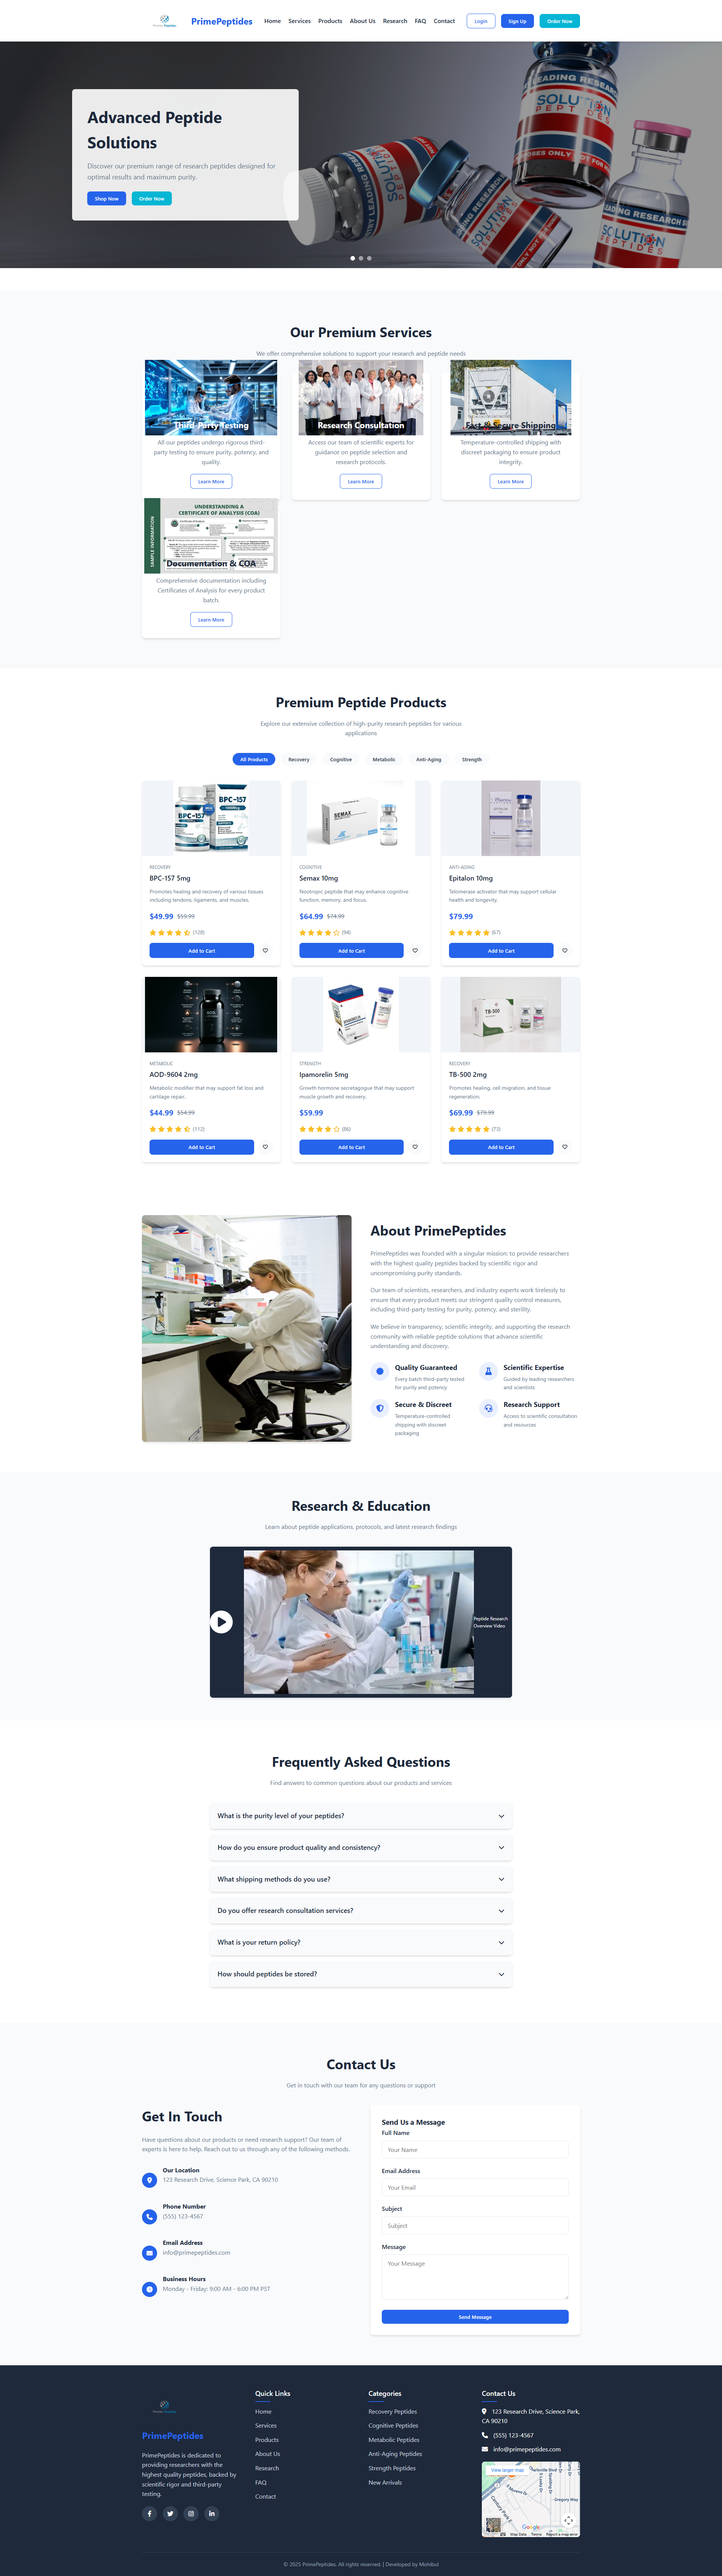 PrimePeptides
Home Services Products About Us Research FAQ Contact
Login Sign Up Order Now
Advanced Peptide
Solutions
Discover our premium range of research peptides designed for
optimal results and maximum purity.
Shop Now Order Now
SOLUTION
PEPTIDES
LEADING RESEARCH
Our Premium Services
We offer comprehensive solutions to support your research and peptide needs
Third-Party Testing
All our peptides undergo rigorous third-
party testing to ensure purity, potency, and
quality.
Learn More
Research Consultation
Access our team of scientific experts for
guidance on peptide selection and
research protocols.
Learn More
Fast & Secure Shipping
Temperature-controlled shipping with
discreet packaging to ensure product
integrity.
Learn More
SAMPLE INFORMATION
UNDERSTANDING A
CERTIFICATE OF ANALYSIS (COA)
Documentation & COA
Comprehensive documentation including
Certificates of Analysis for every product
batch.
Learn More
Premium Peptide Products
Explore our extensive collection of high-purity research peptides for various
applications
All Products Recovery Cognitive Metabolic Anti-Aging Strength
BPC-157
BPC-157
RECOVERY
BPC-157 5mg
Promotes healing and recovery of various tissues
including tendons, ligaments, and muscles.
$49.99 $59.99
(128)
Add to Cart
SEMAX
COGNITIVE
Semax 10mg
Nootropic peptide that may enhance cognitive
function, memory, and focus.
$64.99 $74.99
(94)
Add to Cart
ANTI-AGING
Epitalon 10mg
Telomerase activator that may support cellular
health and longevity.
$79.99
(67)
Add to Cart
METABOLIC
AOD-9604 2mg
Metabolic modifier that may support fat loss and
cartilage repair.
$44.99 $54.99
(112)
Add to Cart
STRENGTH
Ipamorelin 5mg
Growth hormone secretagogue that may support
muscle growth and recovery.
$59.99
(86)
Add to Cart
TB-500
RECOVERY
TB-500 2mg
Promotes healing, cell migration, and tissue
regeneration.
$69.99 $79.99
(73)
Add to Cart
About PrimePeptides
PrimePeptides was founded with a singular mission: to provide researchers
with the highest quality peptides backed by scientific rigor and
uncompromising purity standards.
Our team of scientists, researchers, and industry experts work tirelessly to
ensure that every product meets our stringent quality control measures,
including third-party testing for purity, potency, and sterility.
We believe in transparency, scientific integrity, and supporting the research
community with reliable peptide solutions that advance scientific
understanding and discovery.
Quality Guaranteed
Every batch third-party tested
for purity and potency
Scientific Expertise
Guided by leading researchers
and scientists
Secure & Discreet
Temperature-controlled
shipping with discreet
packaging
Research Support
Access to scientific consultation
and resources
Research & Education
Learn about peptide applications, protocols, and latest research findings
Peptide Research
Overview Video
Frequently Asked Questions
Find answers to common questions about our products and services
What is the purity level of your peptides?
How do you ensure product quality and consistency?
What shipping methods do you use?
Do you offer research consultation services?
What is your return policy?
How should peptides be stored?
Contact Us
Get in touch with our team for any questions or support
Get In Touch
Have questions about our products or need research support? Our team of
experts is here to help. Reach out to us through any of the following methods.
Our Location
123 Research Drive, Science Park, CA 90210
Phone Number
(555) 123-4567
Email Address
info@primepeptides.com
Business Hours
Monday - Friday: 9:00 AM - 6:00 PM PST
Send Us a Message
Full Name
Your Name
Email Address
Your Email
Subject
Subject
Message
Your Message
Send Message
PrimePeptides
PrimePeptides is dedicated to
providing researchers with the
highest quality peptides, backed by
scientific rigor and third-party
testing.
Quick Links
Home
Services
Products
About Us
Research
FAQ
Contact
Categories
Recovery Peptides
Cognitive Peptides
Metabolic Peptides
Anti-Aging Peptides
Strength Peptides
New Arrivals
Contact Us
123 Research Drive, Science Park,
CA 90210
(555) 123-4567
info@primepeptides.com
View larger map
Gregory Way
Google
Map Data Terms Report a map error
© 2025 PrimePeptides. All rights reserved. | Developed by Mohibul